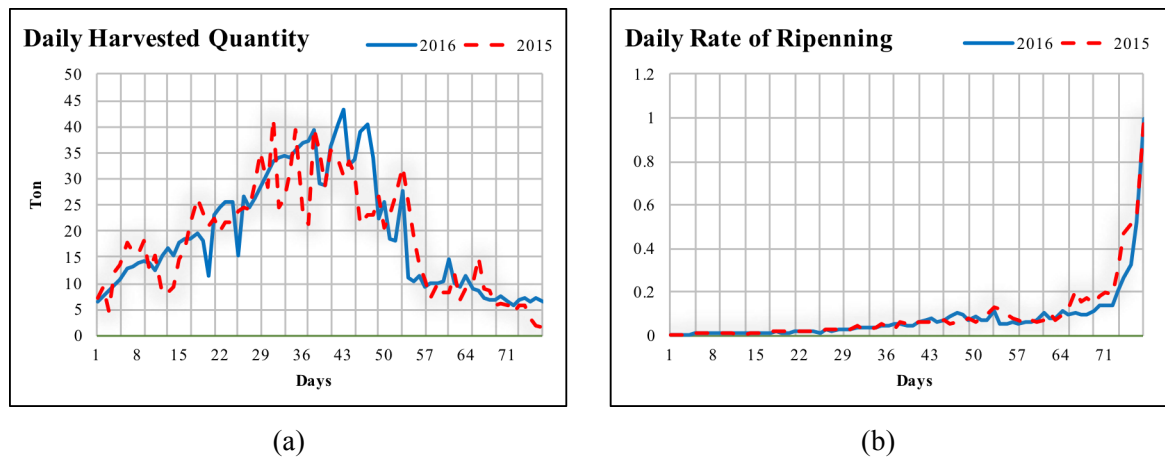 Daily Harvested Quantity
2016 2015
50
45
40
35
30
25
20
15
10
5
0
Ton
1 8 15 22 29 36 43 50 57 64 71
Days
(a)
Daily Rate of Ripenning
2016 2015
1.2
1
0.8
0.6
0.4
0.2
0
1 8 15 22 29 36 43 50 57 64 71
Days
(b)